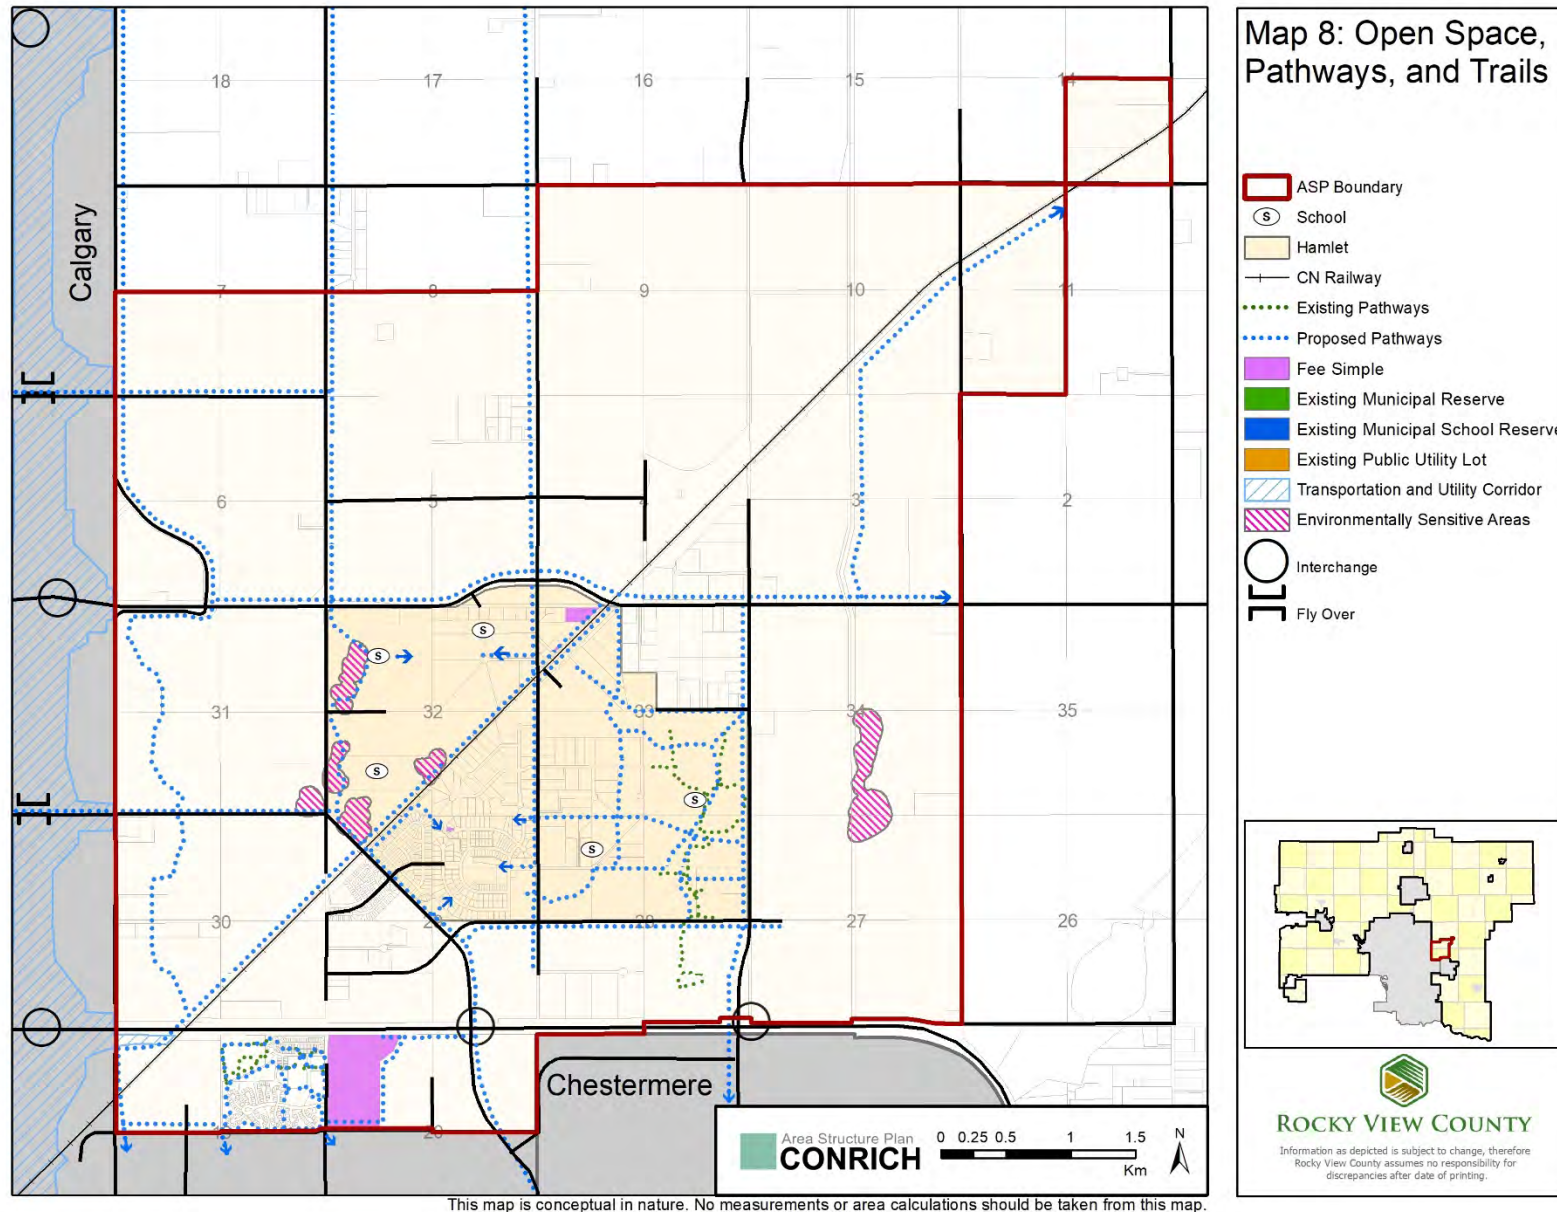 Map 8: Open Space,
Pathways, and Trails
ASP Boundary
S School
Hamlet
CN Railway
Existing Pathways
Proposed Pathways
Fee Simple
Existing Municipal Reserve
Existing Municipal School Reserve
Existing Public Utility Lot
Transportation and Utility Corridor
Environmentally Sensitive Areas
Interchange
Fly Over
18 17 16 15 14
Calgary
7 8 9 10 11
6 5 4 3 2
S
S
31 32 33 34 35
S
S
S
30 29 28 27 26
Chestermere
19 20
Area Structure Plan
CONRICH
0 0.25 0.5 1 1.5
Km
N
ROCKY VIEW COUNTY
Information as depicted is subject to change, therefore
Rocky View County assumes no responsibility for
discrepancies after date of printing.
This map is conceptual in nature. No measurements or area calculations should be taken from this map.